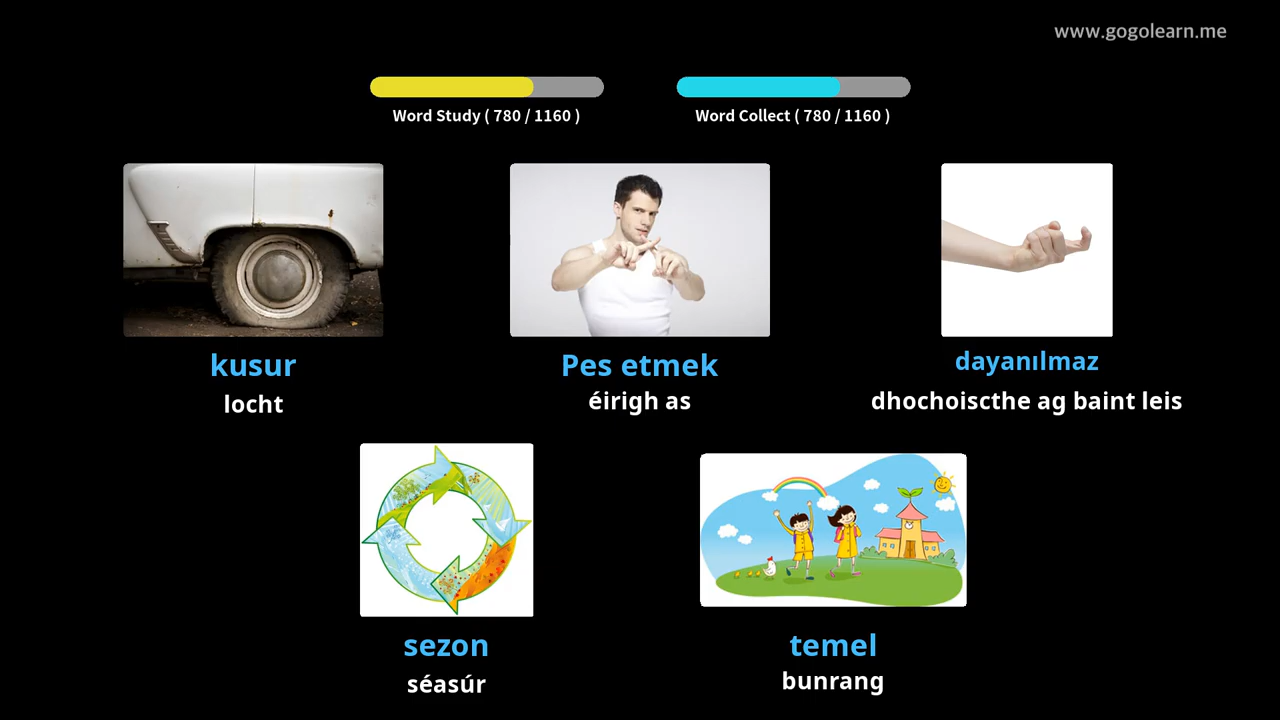 www.gogolearn.me
Word Study ( 780 / 1160 )
Word Collect ( 780 / 1160 )
kusur
locht
Pes etmek
éirigh as
dayanılmaz
dhochoiscthe ag baint leis
sezon
séasúr
temel
bunrang